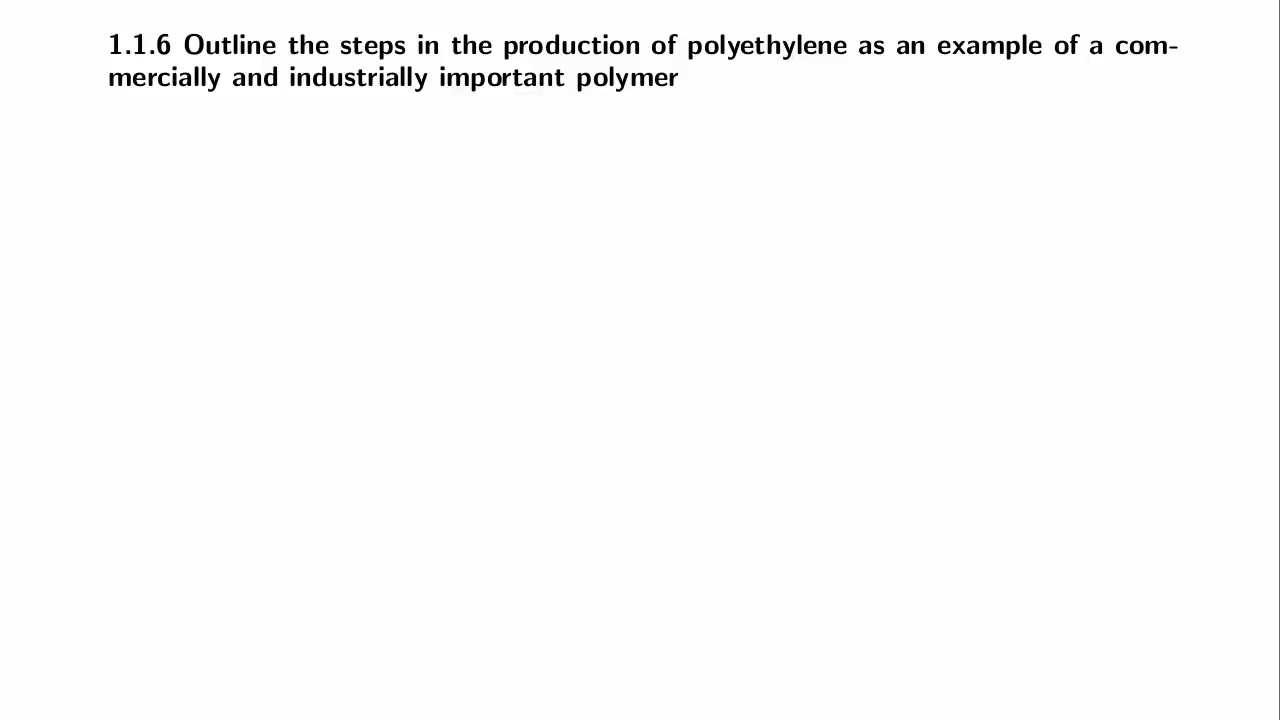 1.1.6 Outline the steps in the production of polyethylene as an example of a com-
mercially and industrially important polymer